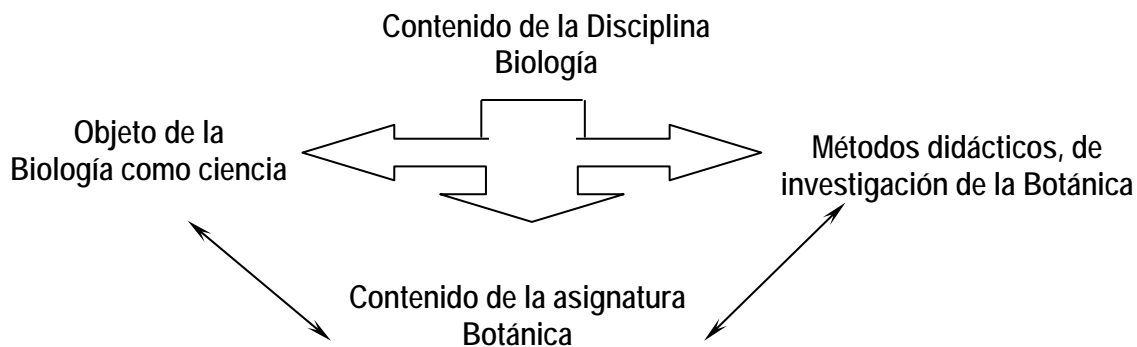 Contenido de la Disciplina
Biología
Objeto de la
Biología como ciencia
Métodos didácticos, de
investigación de la Botánica
Contenido de la asignatura
Botánica